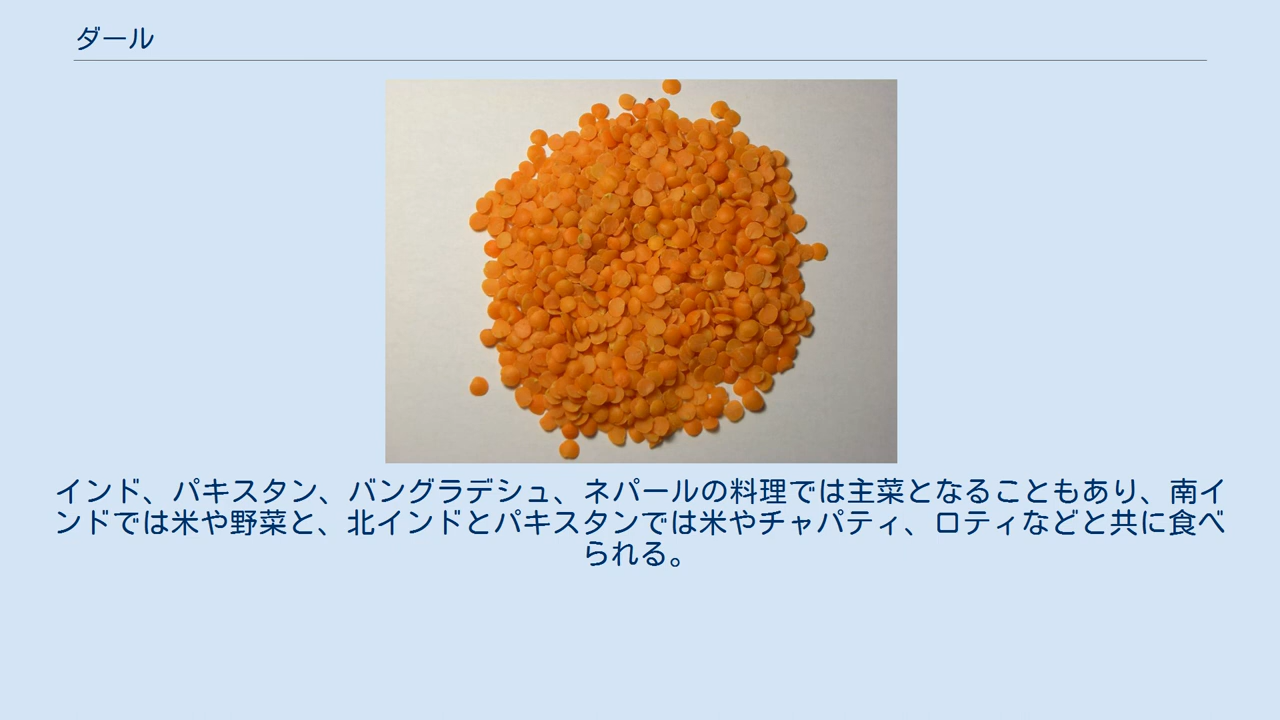 ダール
インド、パキスタン、バングラデシュ、ネパールの料理では主菜となることもあり、南イ
ンドでは米や野菜と、北インドとパキスタンでは米やチャパティ、ロティなどと共に食べ
られる。